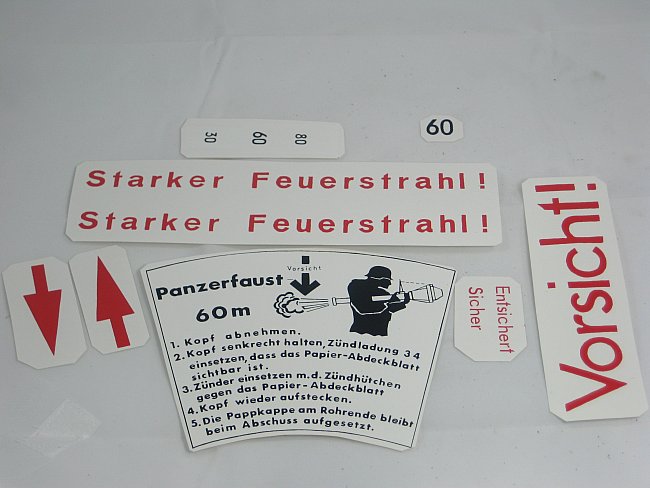 30 60 80
60
Starker Feuerstrahl!
Starker Feuerstrahl!
Vorsicht!
Vorsicht
Panzerfaust
60m
1. Kopf abnehmen.
2. Kopf senkrecht halten, Zündladung 34
einsetzen, dass das Papier-Abdeckblatt
sichtbar ist.
3. Zünder einsetzen m.d. Zündhütchen
gegen das Papier-Abdeckblatt
4. Kopf wieder aufstecken.
5. Die Pappkappe am Rohrende bleibt
beim Abschuss aufgesetzt.
Entsichert
Sicher